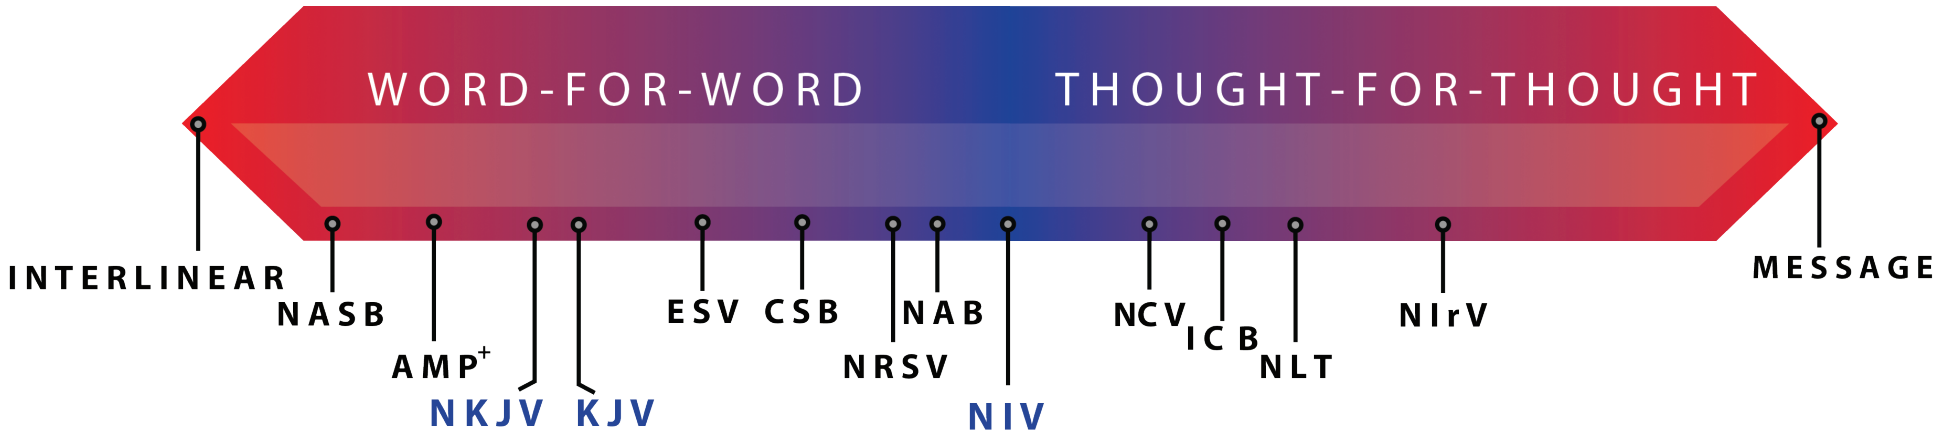 WORD-FOR-WORD
THOUGHT-FOR-THOUGHT
INTERLINEAR
NASB
AMP+
NKJV
KJV
ESV
CSB
NRSV
NAB
NIV
NCV
ICB
NLT
NIrV
MESSAGE